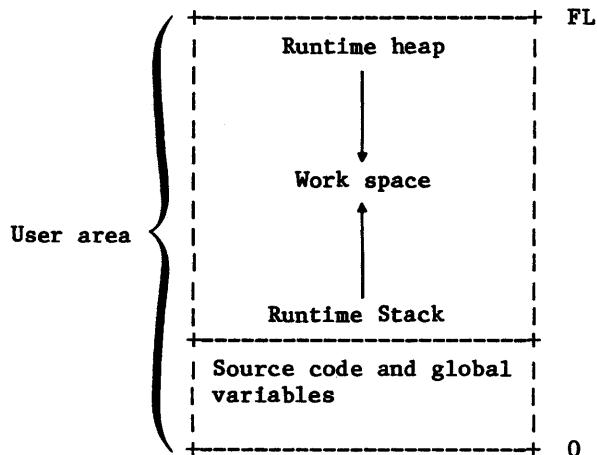 FL
Runtime heap
Work space
User area
Runtime Stack
Source code and global
variables
0